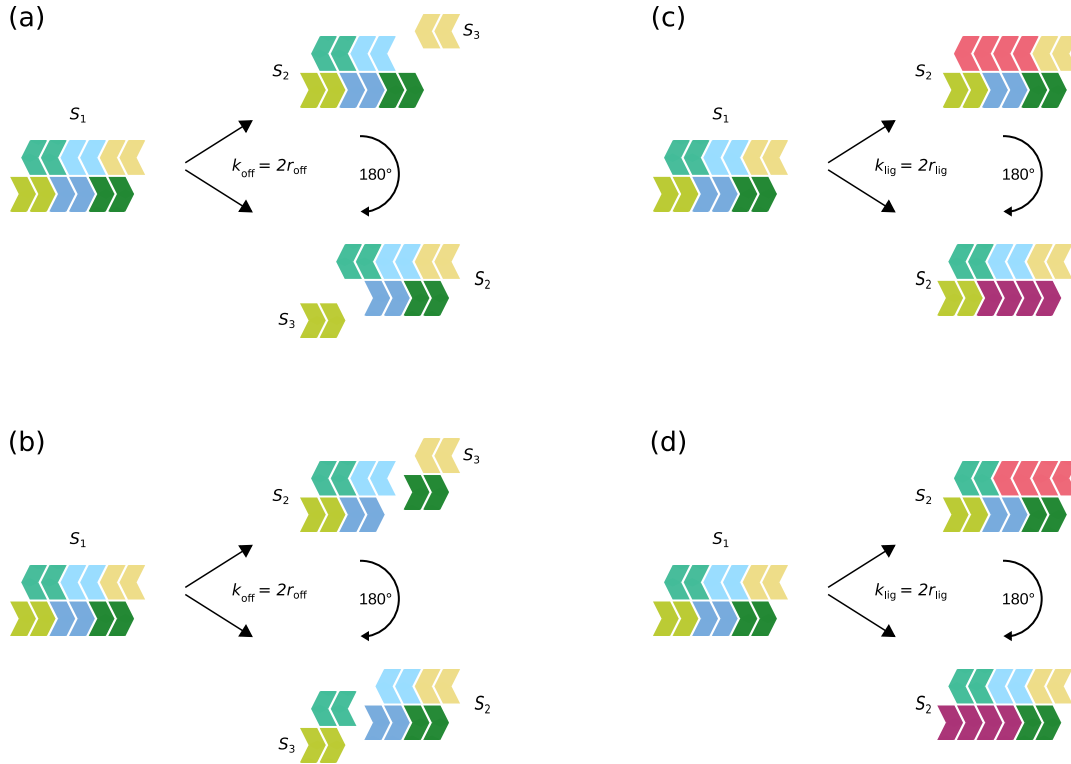 (a)
S3
S2
S1
koff = 2roff
180°
S2
S3
(b)
S3
S2
S1
koff = 2roff
180°
S2
S3
(c)
S2
S1
klig = 2rlig
180°
S2
(d)
S2
S1
klig = 2rlig
180°
S2